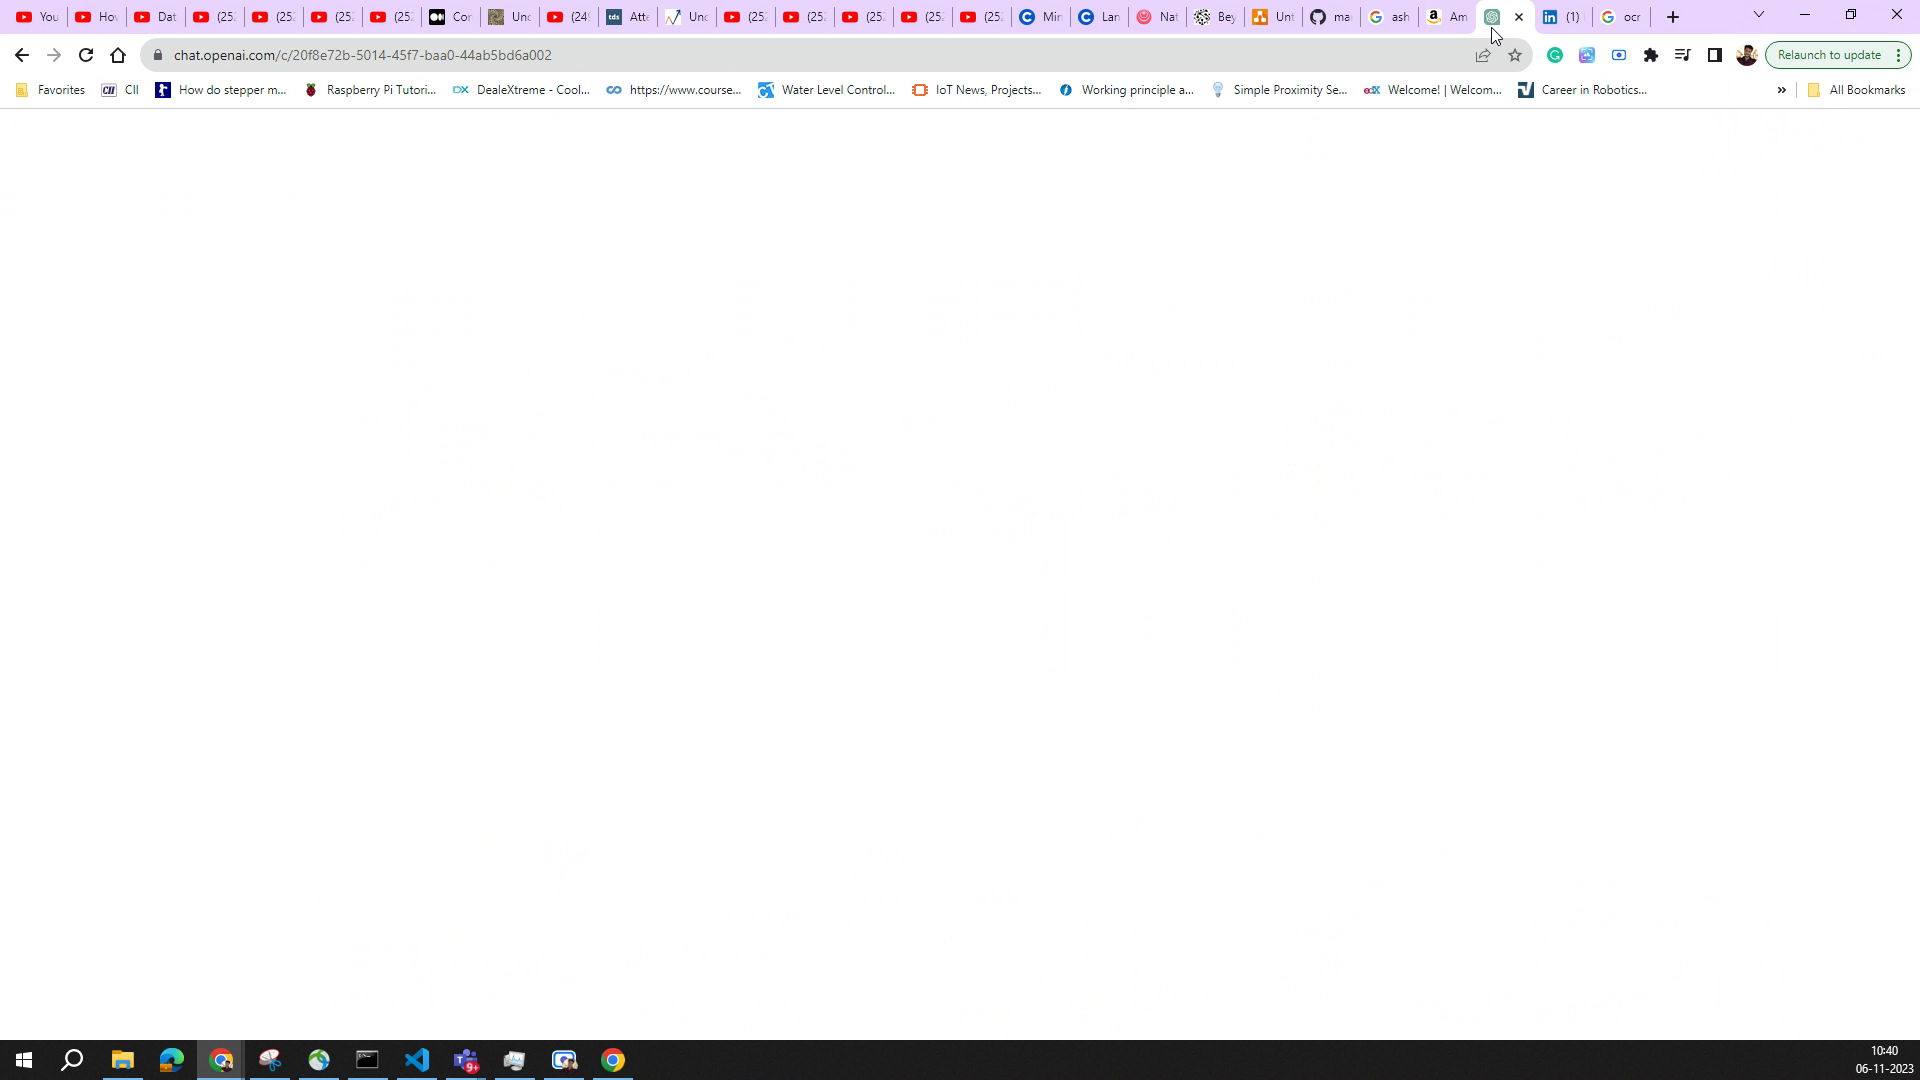 You
Hov
Dat
(25
(25
(25
(25
Cor
Unc
(249
Atte
Unc
(25
(25
(25
(25
(25
Mir
Lan
Nat
Bey
Unt
ma
ash
Am
(1)
ocr
chat.openai.com/c/20f8e72b-5014-45f7-baa0-44ab5bd6a002
Relaunch to update
Favorites
CII
How do stepper m...
Raspberry Pi Tutori...
DealeXtreme - Cool...
https://www.course...
Water Level Control...
IoT News, Projects...
Working principle a...
Simple Proximity Se...
Welcome! | Welcom...
Career in Robotics...
»
All Bookmarks
9+
10:40
06-11-2023